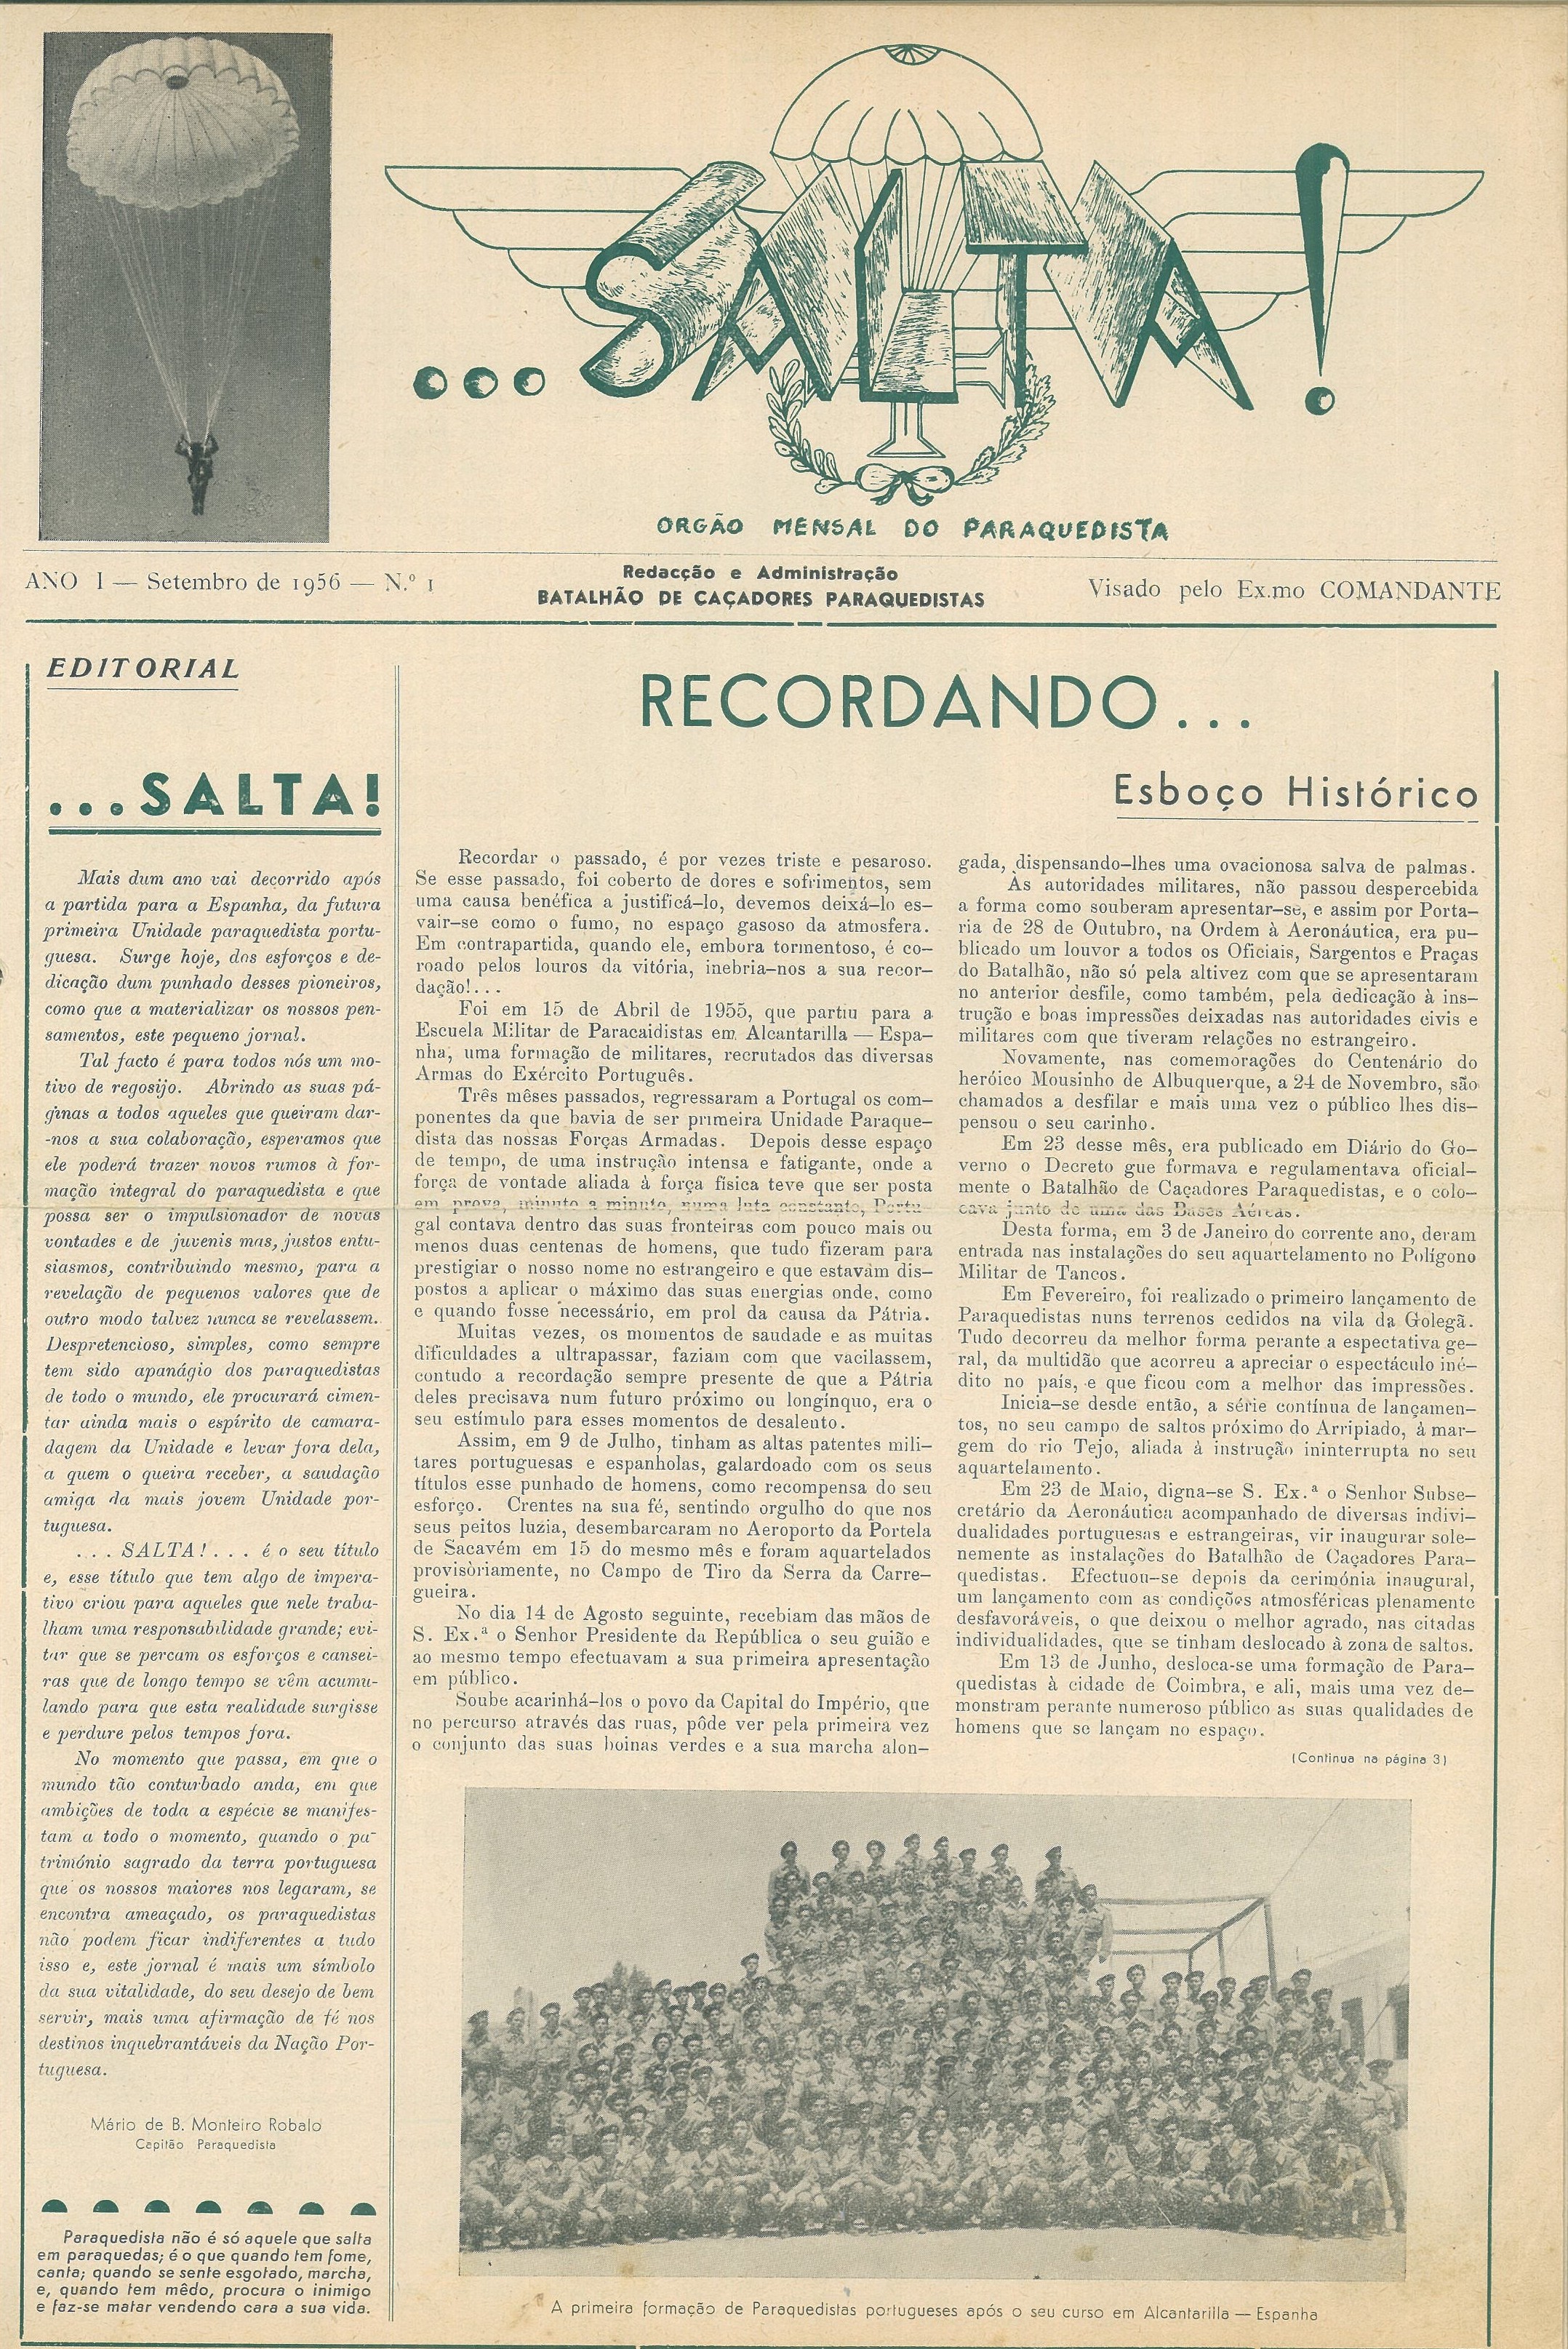 ...SALTA!
ORGÃO MENSAL DO PARAQUEDISTA
ANO I — Setembro de 1956 — N.º 1
Redacção e Administração
BATALHÃO DE CAÇADORES PARAQUEDISTAS
Visado pelo Ex.mo COMANDANTE
EDITORIAL
...SALTA!
Mais dum ano vai decorrido após
a partida para a Espanha, da futura
primeira Unidade paraquedista portu-
guesa. Surge hoje, dos esforços e de-
dicação dum punhado desses pioneiros,
como que a materializar os nossos pen-
samentos, este pequeno jornal.
Tal facto é para todos nós um mo-
tivo de regosijo. Abrindo as suas pá-
ginas a todos aqueles que queiram dar-
-nos a sua colaboração, esperamos que
ele poderá trazer novos rumos à for-
mação integral do paraquedista e que
possa ser o impulsionador de novas
vontades e de juvenis mas, justos entu-
siasmos, contribuindo mesmo, para a
revelação de pequenos valores que de
outro modo talvez nunca se revelassem.
Despretencioso, simples, como sempre
tem sido apanágio dos paraquedistas
de todo o mundo, ele procurará cimen-
tar ainda mais o espírito de camara-
dagem da Unidade e levar fora dela,
a quem o queira receber, a saudação
amiga da mais jovem Unidade por-
tuguesa.
...SALTA!... é o seu título
e, esse título que tem algo de impera-
tivo criou para aqueles que nele traba-
lham uma responsabilidade grande; evi-
tar que se percam os esforços e cansei-
ras que de longo tempo se vêm acumu-
lando para que esta realidade surgisse
e perdure pelos tempos fora.
No momento que passa, em que o
mundo tão conturbado anda, em que
ambições de toda a espécie se manifes-
tam a todo o momento, quando o pa-
trimónio sagrado da terra portuguesa
que os nossos maiores nos legaram, se
encontra ameaçado, os paraquedistas
não podem ficar indiferentes a tudo
isso e, este jornal é mais um símbolo
da sua vitalidade, do seu desejo de bem
servir, mais uma afirmação de fé nos
destinos inquebrantáveis da Nação Por-
tuguesa.
Mário de B. Monteiro Robalo
Capitão Paraquedista
Paraquedista não é só aquele que salta
em paraquedas; é o que quando tem fome,
canta; quando se sente esgotado, marcha,
e, quando tem mêdo, procura o inimigo
e faz-se matar vendendo cara a sua vida.
RECORDANDO...
Esboço Histórico
Recordar o passado, é por vezes triste e pesaroso.
Se esse passado, foi coberto de dores e sofrimentos, sem
uma causa benéfica a justificá-lo, devemos deixá-lo es-
vair-se como o fumo, no espaço gasoso da atmosfera.
Em contrapartida, quando ele, embora tormentoso, é co-
roado pelos louros da vitória, inebria-nos a sua recor-
dação!...
Foi em 15 de Abril de 1955, que partiu para a
Escuela Militar de Paracaidistas em Alcantarilla — Espa-
nha, uma formação de militares, recrutados das diversas
Armas do Exército Português.
Três mêses passados, regressaram a Portugal os com-
ponentes da que bavia de ser primeira Unidade Paraque-
dista das nossas Forças Armadas. Depois desse espaço
de tempo, de uma instrução intensa e fatigante, onde a
força de vontade aliada à força física teve que ser posta
em prova, minuto a minuto, numa luta constante, Portu-
gal contava dentro das suas fronteiras com pouco mais ou
menos duas centenas de homens, que tudo fizeram para
prestigiar o nosso nome no estrangeiro e que estavam dis-
postos a aplicar o máximo das suas energias onde, como
e quando fosse necessário, em prol da causa da Pátria.
Muitas vezes, os momentos de saudade e as muitas
dificuldades a ultrapassar, faziam com que vacilassem,
contudo a recordação sempre presente de que a Pátria
deles precisava num futuro próximo ou longínquo, era o
seu estímulo para esses momentos de desalento.
Assim, em 9 de Julho, tinham as altas patentes mili-
tares portuguesas e espanholas, galardoado com os seus
títulos esse punhado de homens, como recompensa do seu
esforço. Crentes na sua fé, sentindo orgulho do que nos
seus peitos luzia, desembarcaram no Aeroporto da Portela
de Sacavém em 15 do mesmo mês e foram aquartelados
provisòriamente, no Campo de Tiro da Serra da Carre-
gueira.
No dia 14 de Agosto seguinte, recebiam das mãos de
S. Ex.ª o Senhor Presidente da República o seu guião e
ao mesmo tempo efectuavam a sua primeira apresentação
em público.
Soube acarinhá-los o povo da Capital do Império, que
no percurso através das ruas, pôde ver pela primeira vez
o conjunto das suas boinas verdes e a sua marcha alon-
gada, dispensando-lhes uma ovacionosa salva de palmas.
Às autoridades militares, não passou despercebida
a forma como souberam apresentar-se, e assim por Porta-
ria de 28 de Outubro, na Ordem à Aeronáutica, era pu-
blicado um louvor a todos os Oficiais, Sargentos e Praças
do Batalhão, não só pela altivez com que se apresentaram
no anterior desfile, como também, pela dedicação à ins-
trução e boas impressões deixadas nas autoridades civis e
militares com que tiveram relações no estrangeiro.
Novamente, nas comemorações do Centenário do
heróico Mousinho de Albuquerque, a 24 de Novembro, são
chamados a desfilar e mais uma vez o público lhes dis-
pensou o seu carinho.
Em 23 desse mês, era publicado em Diário do Go-
verno o Decreto gue formava e regulamentava oficial-
mente o Batalhão de Caçadores Paraquedistas, e o colo-
cava junto de uma das Bases Aéreas.
Desta forma, em 3 de Janeiro do corrente ano, deram
entrada nas instalações do seu aquartelamento no Polígono
Militar de Tancos.
Em Fevereiro, foi realizado o primeiro lançamento de
Paraquedistas nuns terrenos cedidos na vila da Golegã.
Tudo decorreu da melhor forma perante a espectativa ge-
ral, da multidão que acorreu a apreciar o espectáculo iné-
dito no país, e que ficou com a melhor das impressões.
Inicia-se desde então, a série contínua de lançamen-
tos, no seu campo de saltos próximo do Arripiado, à mar-
gem do rio Tejo, aliada à instrução ininterrupta no seu
aquartelamento.
Em 23 de Maio, digna-se S. Ex.ª o Senhor Subse-
cretário da Aeronáutica acompanhado de diversas indivi-
dualidades portuguesas e estrangeiras, vir inaugurar sole-
nemente as instalações do Batalhão de Caçadores Para-
quedistas. Efectuou-se depois da cerimónia inaugural,
um lançamento com as condições atmosféricas plenamente
desfavoráveis, o que deixou o melhor agrado, nas citadas
individualidades, que se tinham deslocado à zona de saltos.
Em 13 de Junho, desloca-se uma formação de Para-
quedistas à cidade de Coimbra, e ali, mais uma vez de-
monstram perante numeroso público as suas qualidades de
homens que se lançam no espaço.
(Continua na página 3)
A primeira formação de Paraquedistas portugueses após o seu curso em Alcantarilla — Espanha